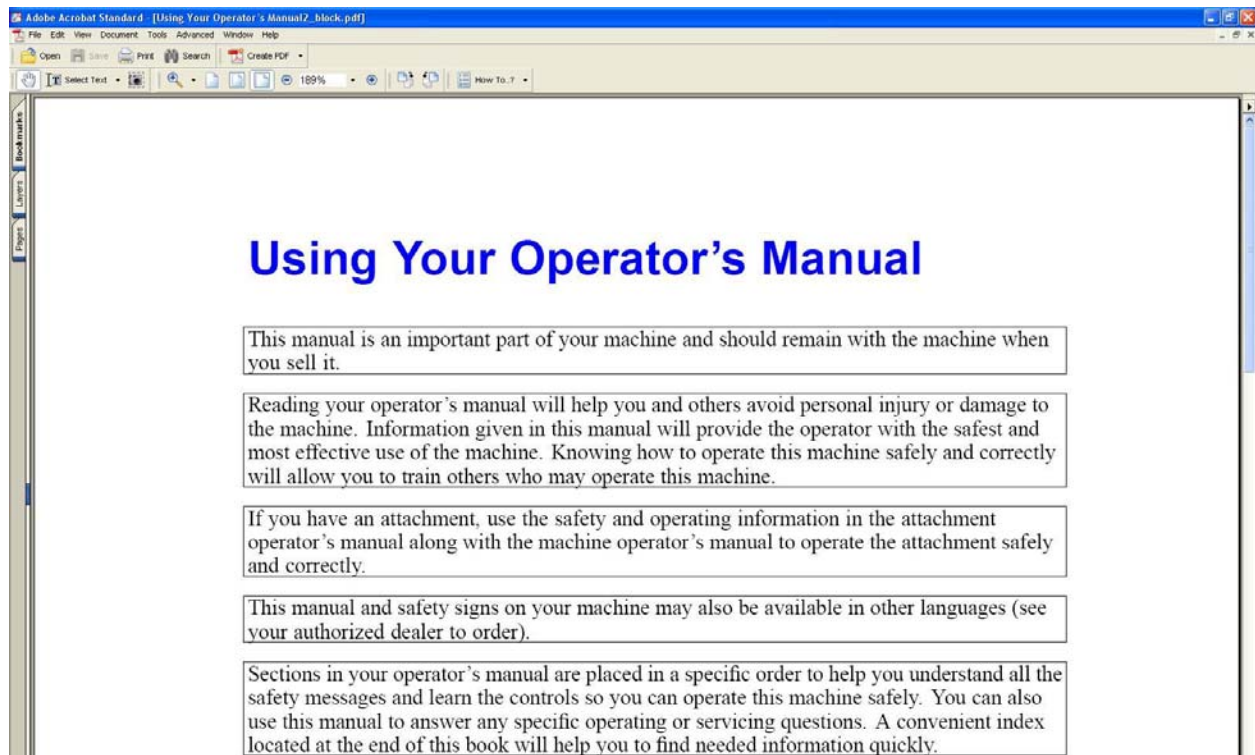 Adobe Acrobat Standard - [Using Your Operator's Manual2_block.pdf]
File Edit View Document Tools Advanced Window Help
Open Save Print Search Create PDF
Select Text 189% How To..?
Bookmarks
Layers
Pages
Using Your Operator’s Manual
This manual is an important part of your machine and should remain with the machine when
you sell it.
Reading your operator’s manual will help you and others avoid personal injury or damage to
the machine. Information given in this manual will provide the operator with the safest and
most effective use of the machine. Knowing how to operate this machine safely and correctly
will allow you to train others who may operate this machine.
If you have an attachment, use the safety and operating information in the attachment
operator’s manual along with the machine operator’s manual to operate the attachment safely
and correctly.
This manual and safety signs on your machine may also be available in other languages (see
your authorized dealer to order).
Sections in your operator’s manual are placed in a specific order to help you understand all the
safety messages and learn the controls so you can operate this machine safely. You can also
use this manual to answer any specific operating or servicing questions. A convenient index
located at the end of this book will help you to find needed information quickly.